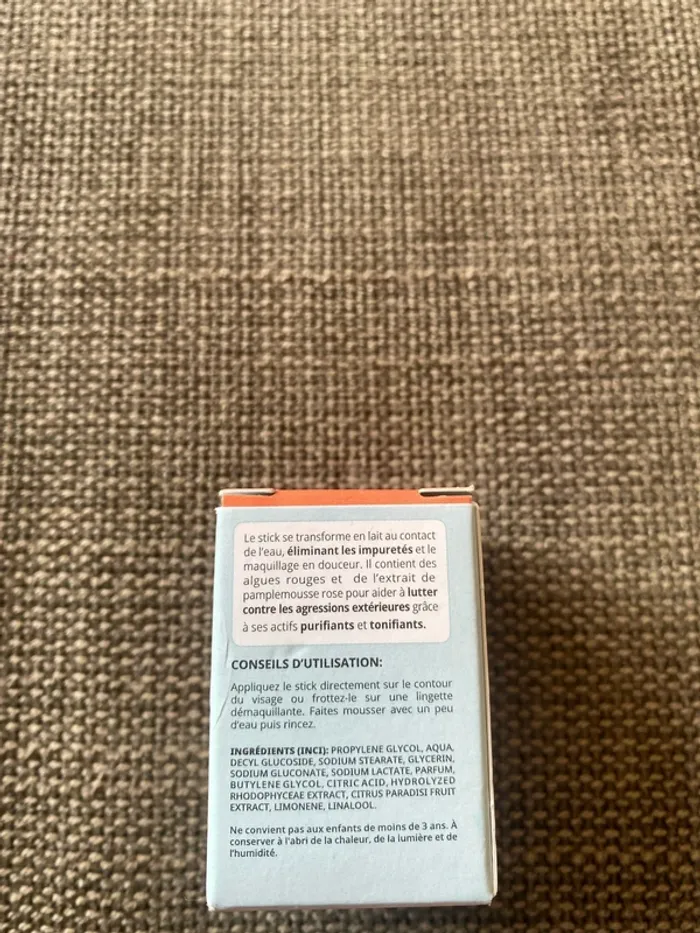 Le stick se transforme en lait au contact
de l'eau, éliminant les impuretés et le
maquillage en douceur. Il contient des
algues rouges et de l'extrait de
pamplemousse rose pour aider à lutter
contre les agressions extérieures grâce
à ses actifs purifiants et tonifiants.
CONSEILS D'UTILISATION:
Appliquez le stick directement sur le contour
du visage ou frottez-le sur une lingette
démaquillante. Faites mousser avec un peu
d'eau puis rincez.
INGRÉDIENTS (INCI): PROPYLENE GLYCOL, AQUA,
DECYL GLUCOSIDE, SODIUM STEARATE, GLYCERIN,
SODIUM GLUCONATE, SODIUM LACTATE, PARFUM,
BUTYLENE GLYCOL, CITRIC ACID, HYDROLYZED
RHODOPHYCEAE EXTRACT, CITRUS PARADISI FRUIT
EXTRACT, LIMONENE, LINALOOL.
Ne convient pas aux enfants de moins de 3 ans. À
conserver à l'abri de la chaleur, de la lumière et de
l'humidité.